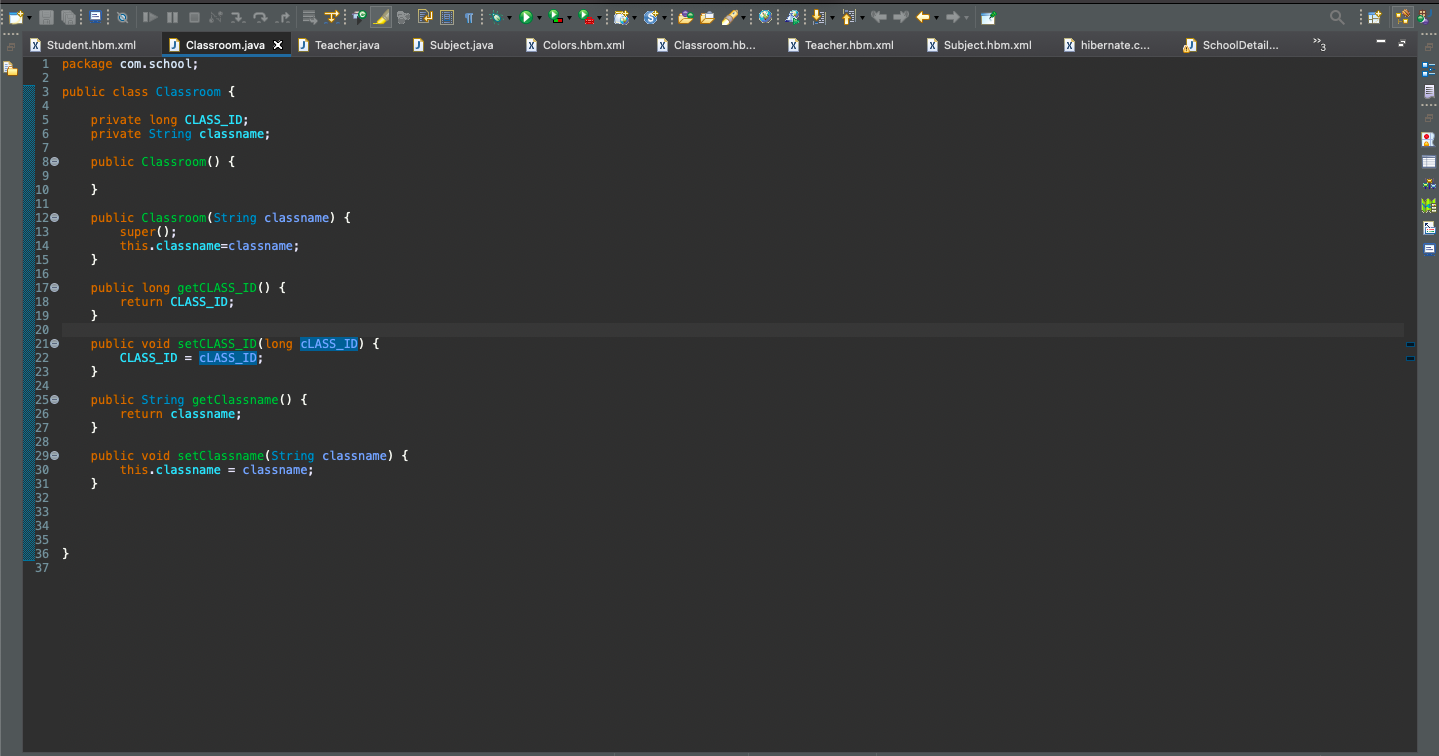 Student.hbm.xml Classroom.java Teacher.java Subject.java Colors.hbm.xml Classroom.hb... Teacher.hbm.xml Subject.hbm.xml hibernate.c... SchoolDetail... »3
1 package com.school;
2
3 public class Classroom {
4
5 private long CLASS_ID;
6 private String classname;
7
8 public Classroom() {
9
10 }
11
12 public Classroom(String classname) {
13 super();
14 this.classname=classname;
15 }
16
17 public long getCLASS_ID() {
18 return CLASS_ID;
19 }
20
21 public void setCLASS_ID(long cLASS_ID) {
22 CLASS_ID = cLASS_ID;
23 }
24
25 public String getClassname() {
26 return classname;
27 }
28
29 public void setClassname(String classname) {
30 this.classname = classname;
31 }
32
33
34
35
36 }
37